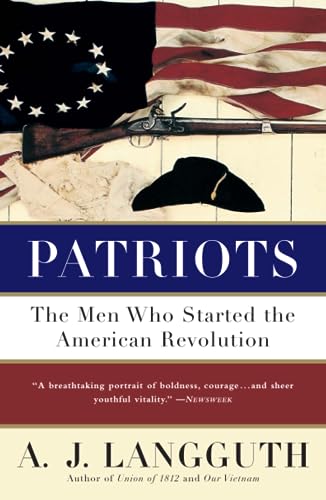 PATRIOTS
The Men Who Started the
American Revolution
“A breathtaking portrait of boldness, courage...and sheer
youthful vitality.” —NEWSWEEK
A. J. LANGGUTH
Author of Union of 1812 and Our Vietnam